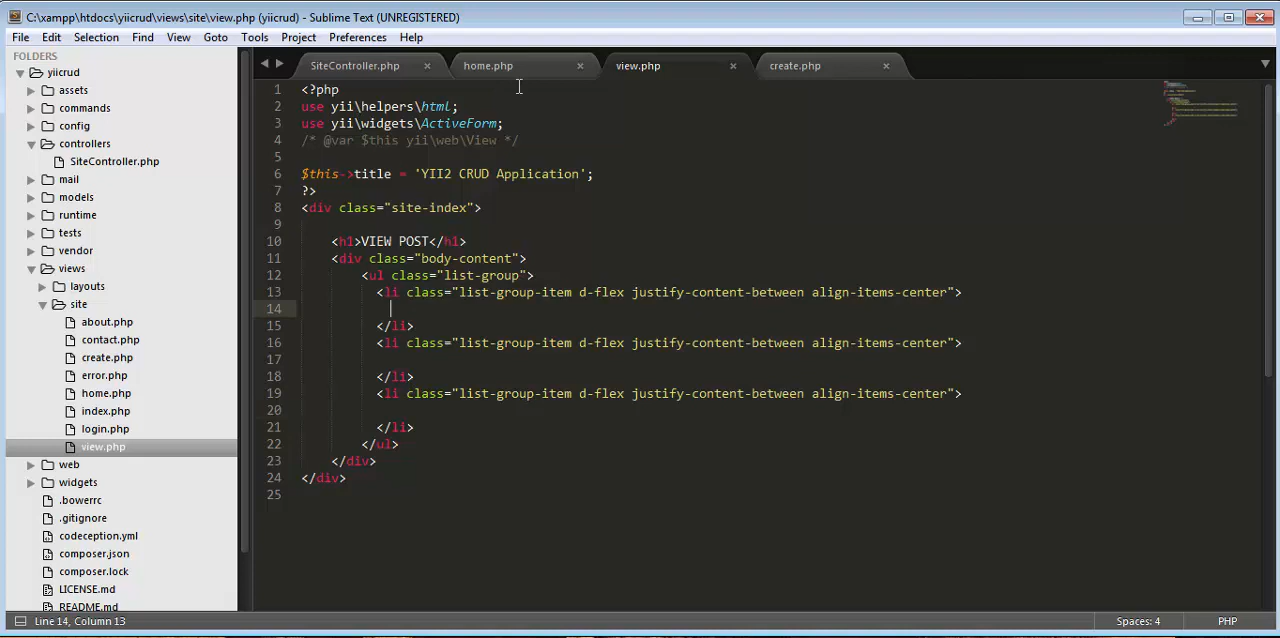 C:\xampp\htdocs\yiicrud\views\site\view.php (yiicrud) - Sublime Text (UNREGISTERED)
File Edit Selection Find View Goto Tools Project Preferences Help
FOLDERS
yiicrud
assets
commands
config
controllers
SiteController.php
mail
models
runtime
tests
vendor
views
layouts
site
about.php
contact.php
create.php
error.php
home.php
index.php
login.php
view.php
web
widgets
.bowerrc
.gitignore
codeception.yml
composer.json
composer.lock
LICENSE.md
README.md
SiteController.php × home.php × view.php × create.php ×
1 <?php
2 use yii\helpers\html;
3 use yii\widgets\ActiveForm;
4 /* @var $this yii\web\View */
5
6 $this->title = 'YII2 CRUD Application';
7 ?>
8 <div class="site-index">
9
10 <h1>VIEW POST</h1>
11 <div class="body-content">
12 <ul class="list-group">
13 <li class="list-group-item d-flex justify-content-between align-items-center">
14
15 </li>
16 <li class="list-group-item d-flex justify-content-between align-items-center">
17
18 </li>
19 <li class="list-group-item d-flex justify-content-between align-items-center">
20
21 </li>
22 </ul>
23 </div>
24 </div>
25
Line 14, Column 13 Spaces: 4 PHP